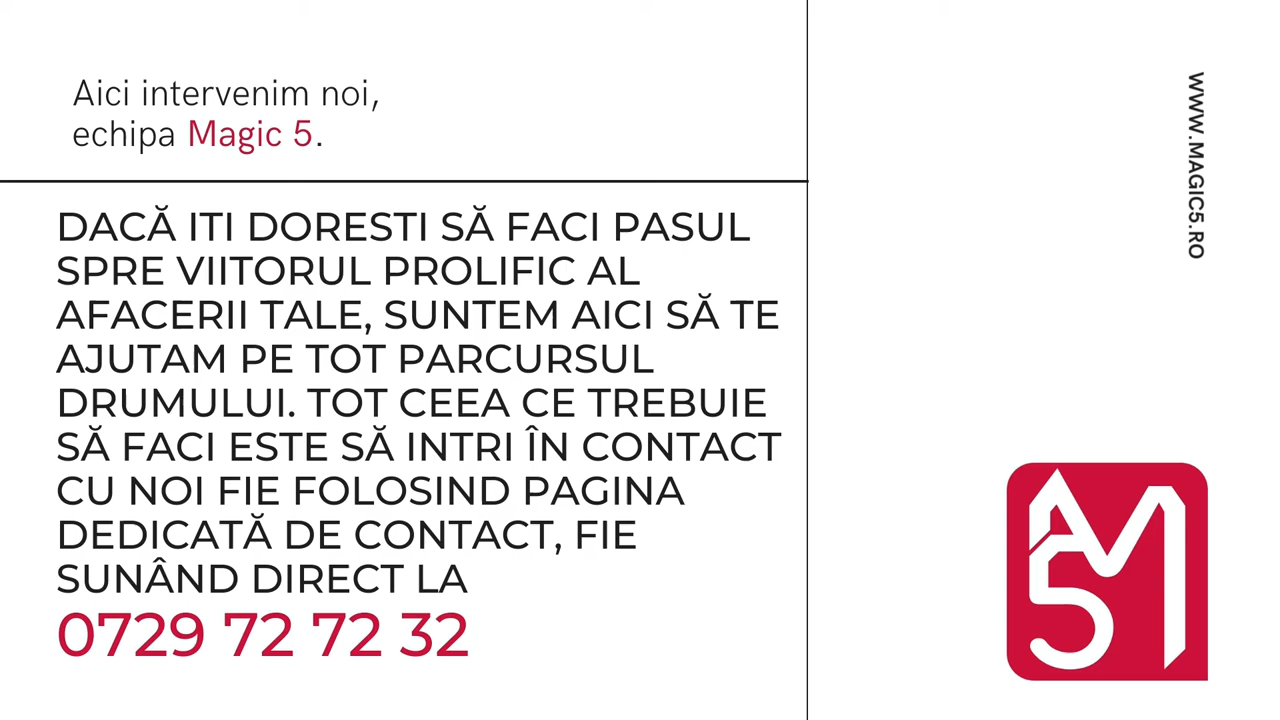 Aici intervenim noi,
echipa Magic 5.
DACĂ ITI DORESTI SĂ FACI PASUL
SPRE VIITORUL PROLIFIC AL
AFACERII TALE, SUNTEM AICI SĂ TE
AJUTAM PE TOT PARCURSUL
DRUMULUI. TOT CEEA CE TREBUIE
SĂ FACI ESTE SĂ INTRI ÎN CONTACT
CU NOI FIE FOLOSIND PAGINA
DEDICATĂ DE CONTACT, FIE
SUNÂND DIRECT LA
0729 72 72 32
WWW.MAGIC5.RO
M
5